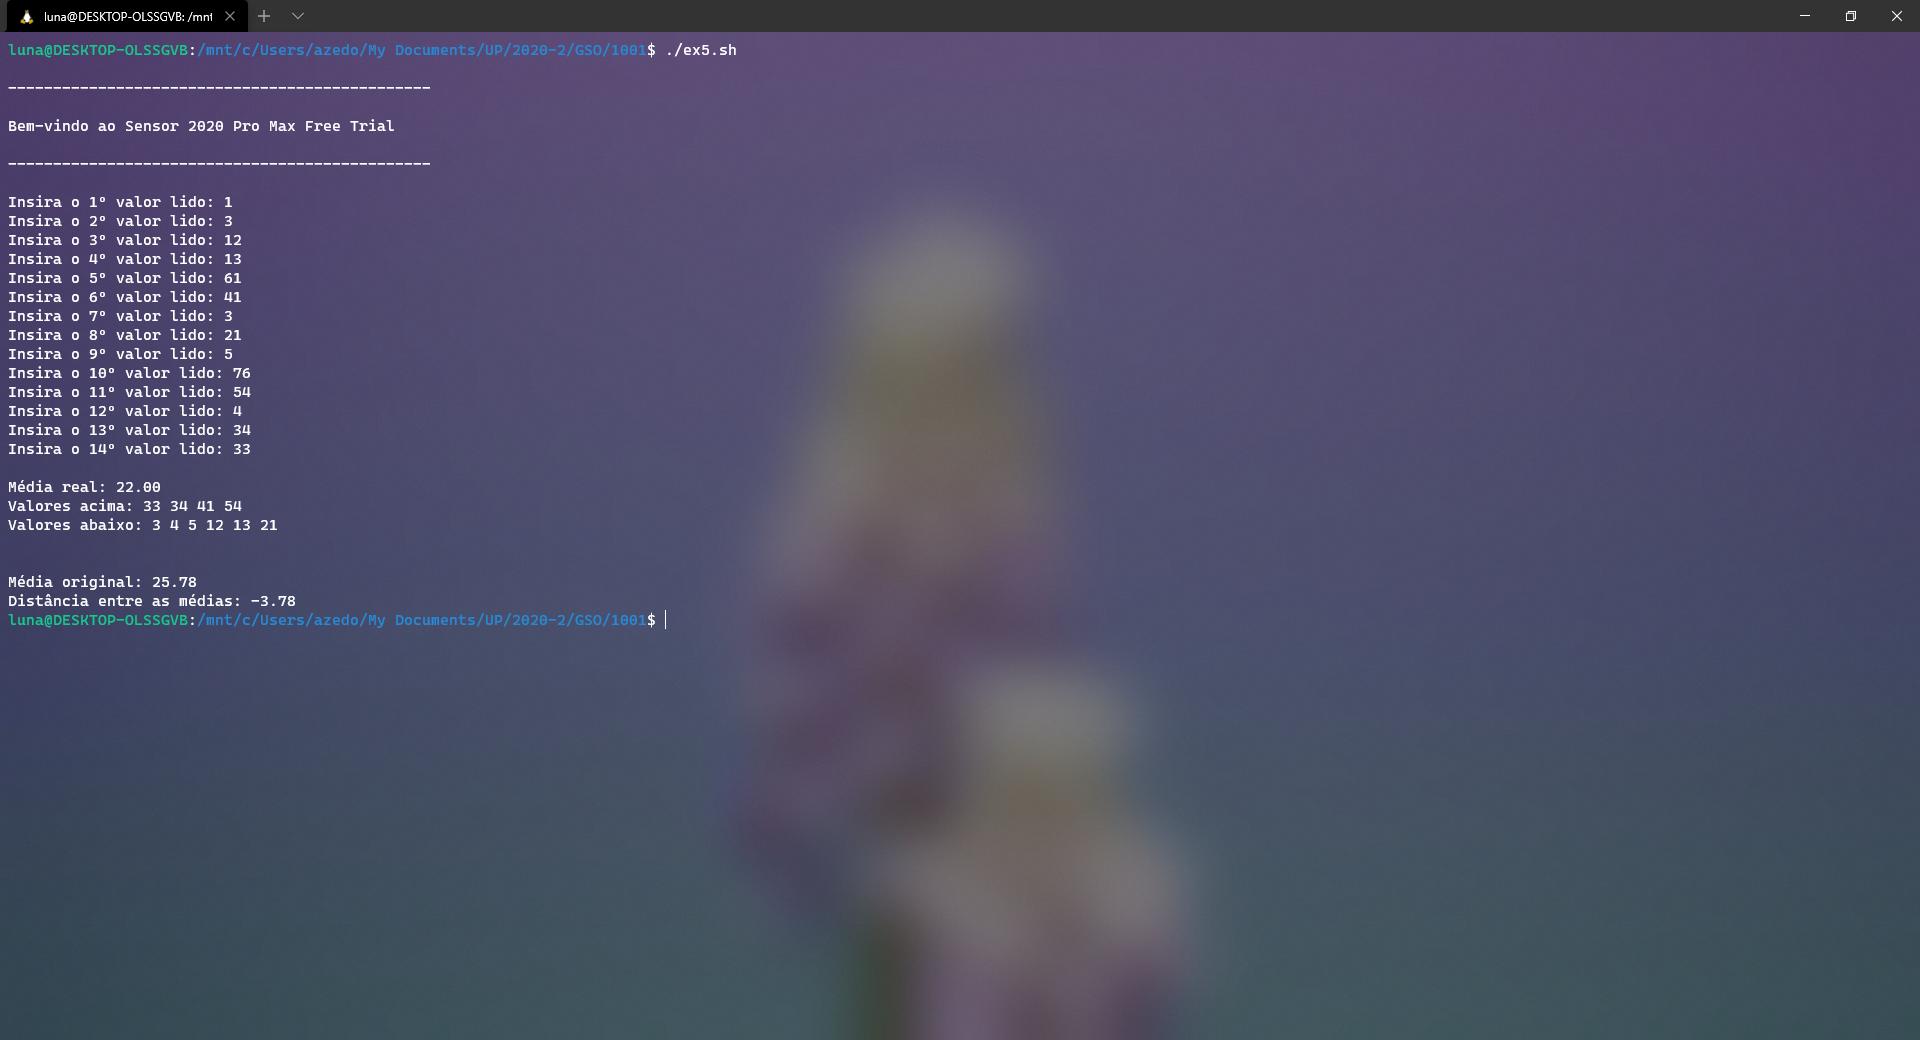 luna@DESKTOP-OLSSGVB: /mnt
luna@DESKTOP-OLSSGVB:/mnt/c/Users/azedo/My Documents/UP/2020-2/GSO/1001$ ./ex5.sh
-----------------------------------------------
Bem-vindo ao Sensor 2020 Pro Max Free Trial
-----------------------------------------------
Insira o 1º valor lido: 1
Insira o 2º valor lido: 3
Insira o 3º valor lido: 12
Insira o 4º valor lido: 13
Insira o 5º valor lido: 61
Insira o 6º valor lido: 41
Insira o 7º valor lido: 3
Insira o 8º valor lido: 21
Insira o 9º valor lido: 5
Insira o 10º valor lido: 76
Insira o 11º valor lido: 54
Insira o 12º valor lido: 4
Insira o 13º valor lido: 34
Insira o 14º valor lido: 33
Média real: 22.00
Valores acima: 33 34 41 54
Valores abaixo: 3 4 5 12 13 21
Média original: 25.78
Distância entre as médias: -3.78
luna@DESKTOP-OLSSGVB:/mnt/c/Users/azedo/My Documents/UP/2020-2/GSO/1001$